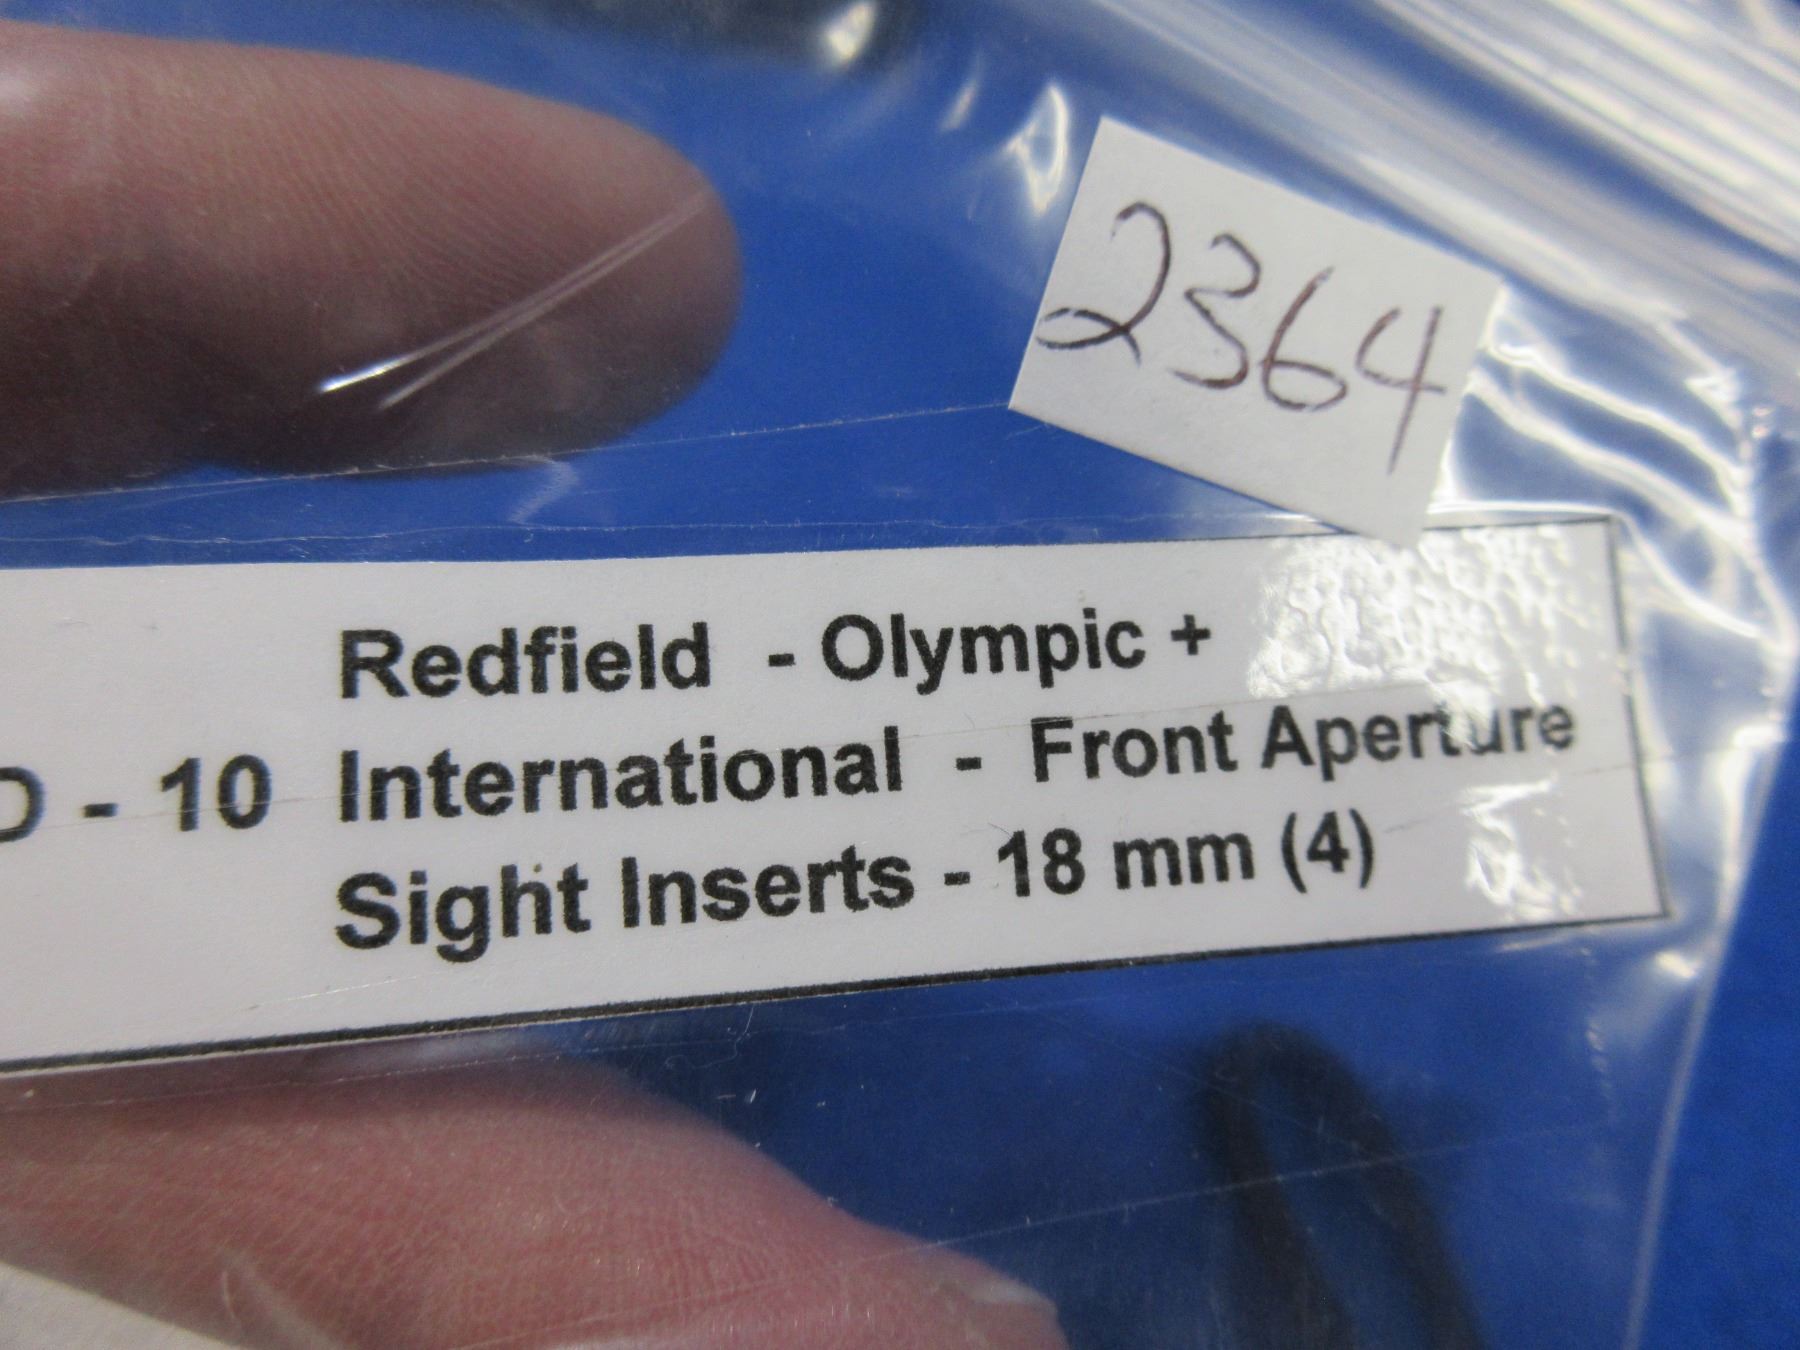 2364
Redfield - Olympic +
D - 10 International - Front Aperture
Sight Inserts - 18 mm (4)